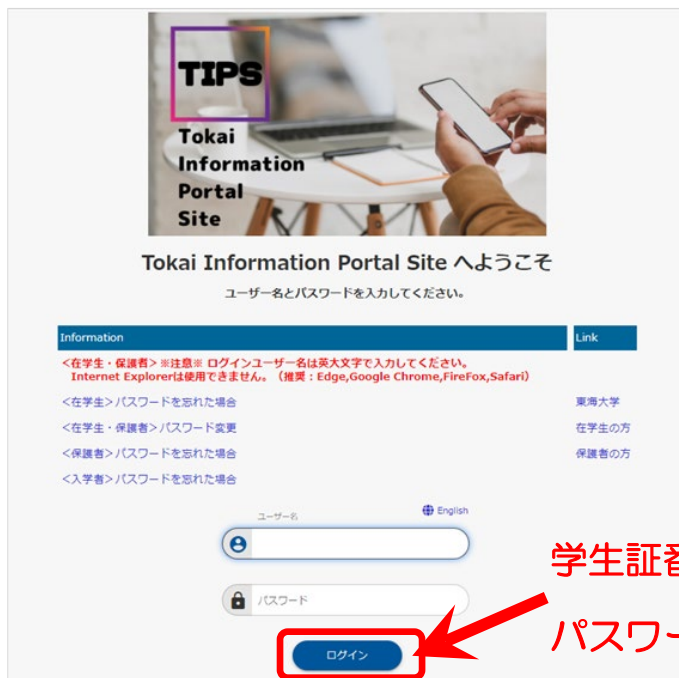 TIPS
Tokai
Information
Portal
Site
Tokai Information Portal Site へようこそ
ユーザー名とパスワードを入力してください。
Information
Link
<在学生・保護者>※注意※ ログインユーザー名は英大文字で入力してください。
Internet Explorerは使用できません。（推奨：Edge,Google Chrome,FireFox,Safari）
<在学生>パスワードを忘れた場合
東海大学
<在学生・保護者>パスワード変更
在学生の方
<保護者>パスワードを忘れた場合
保護者の方
<入学者>パスワードを忘れた場合
ユーザー名
English
パスワード
学生証
パスワー
ログイン